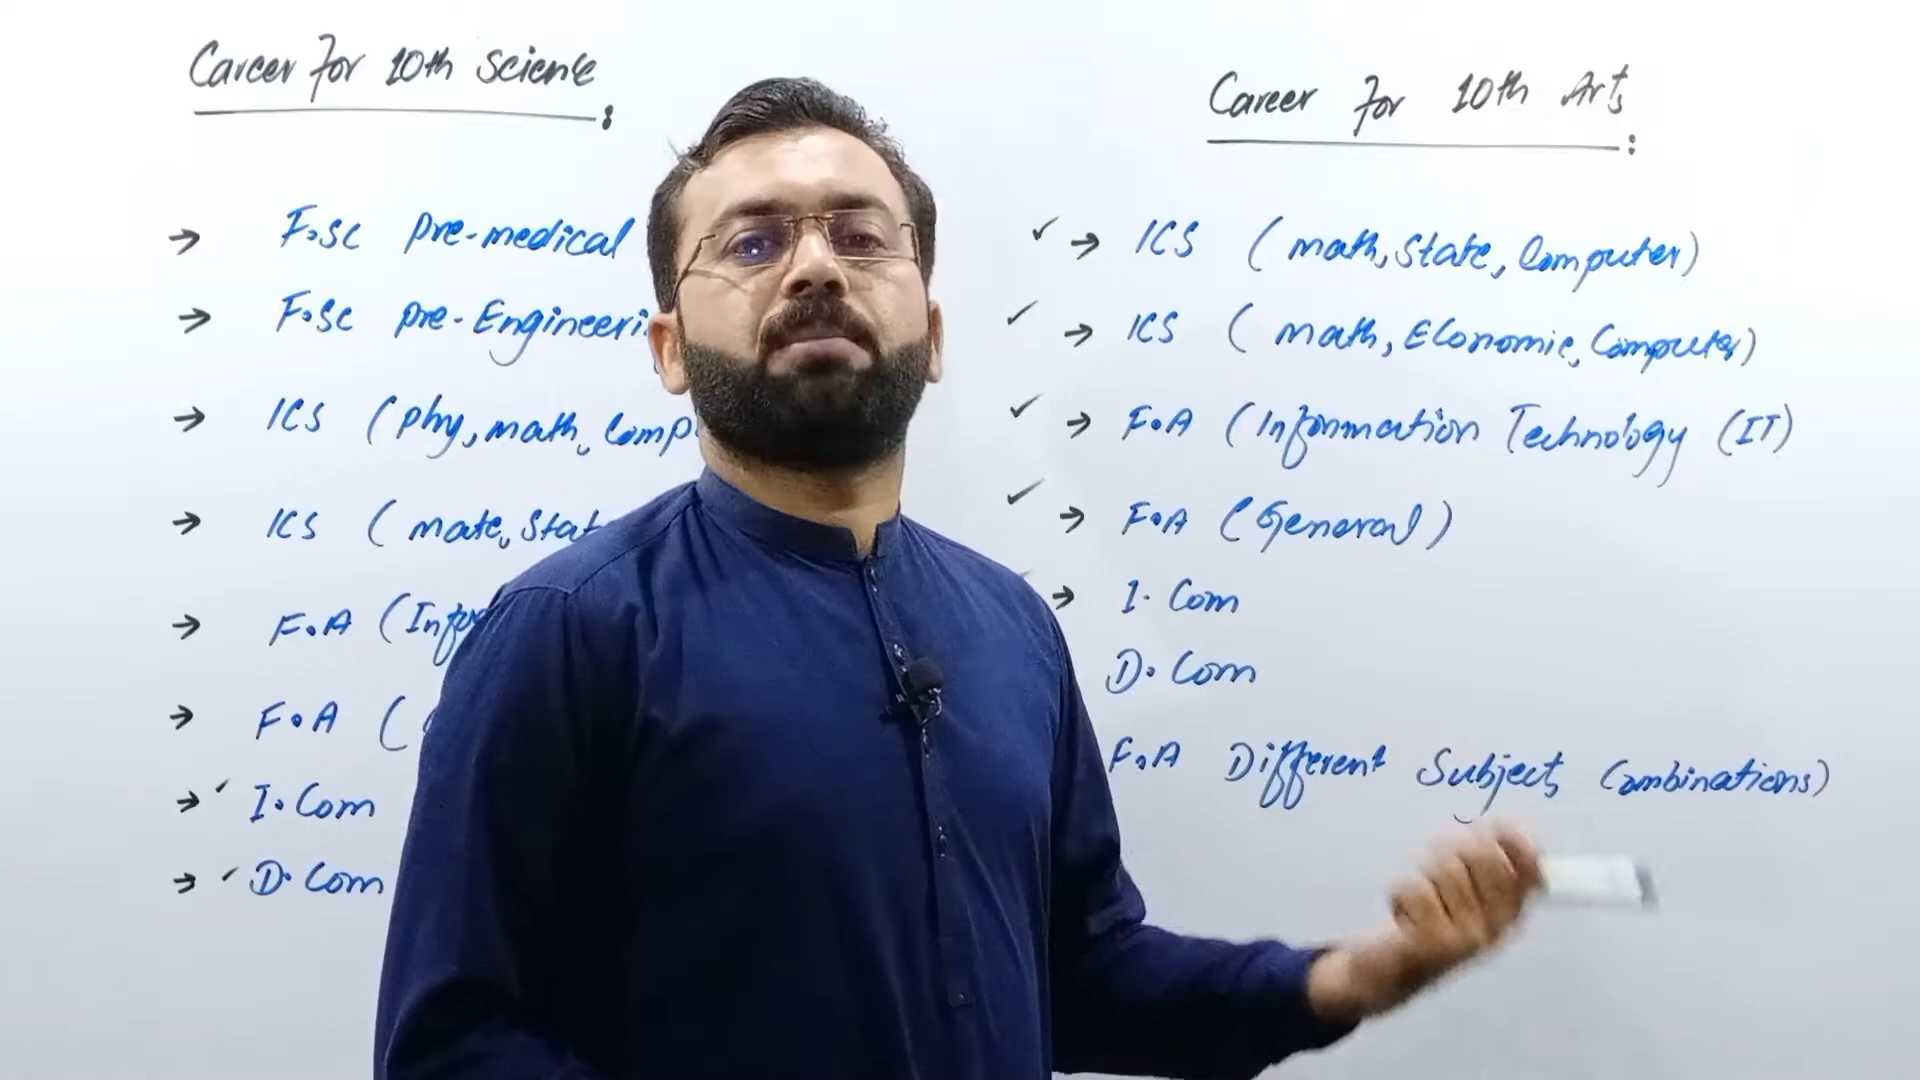 Career For 10th Science :
→ F.Sc pre-medical
→ F.Sc pre-Engineeri
→ ICS (phy, math, Comp
→ ICS ( mate, Stat
→ F.A (Info
→ F.A (
→ ✓ I. Com
→ ✓ D. Com
Career For 10th Arts :
✓ → ICS ( math, State, Computer)
✓ → ICS ( math, Economic, Computer)
✓ → F.A (Information Technology (IT)
✓ → F.A (General)
→ I. Com
D. Com
F.A Different Subject, Combinations)